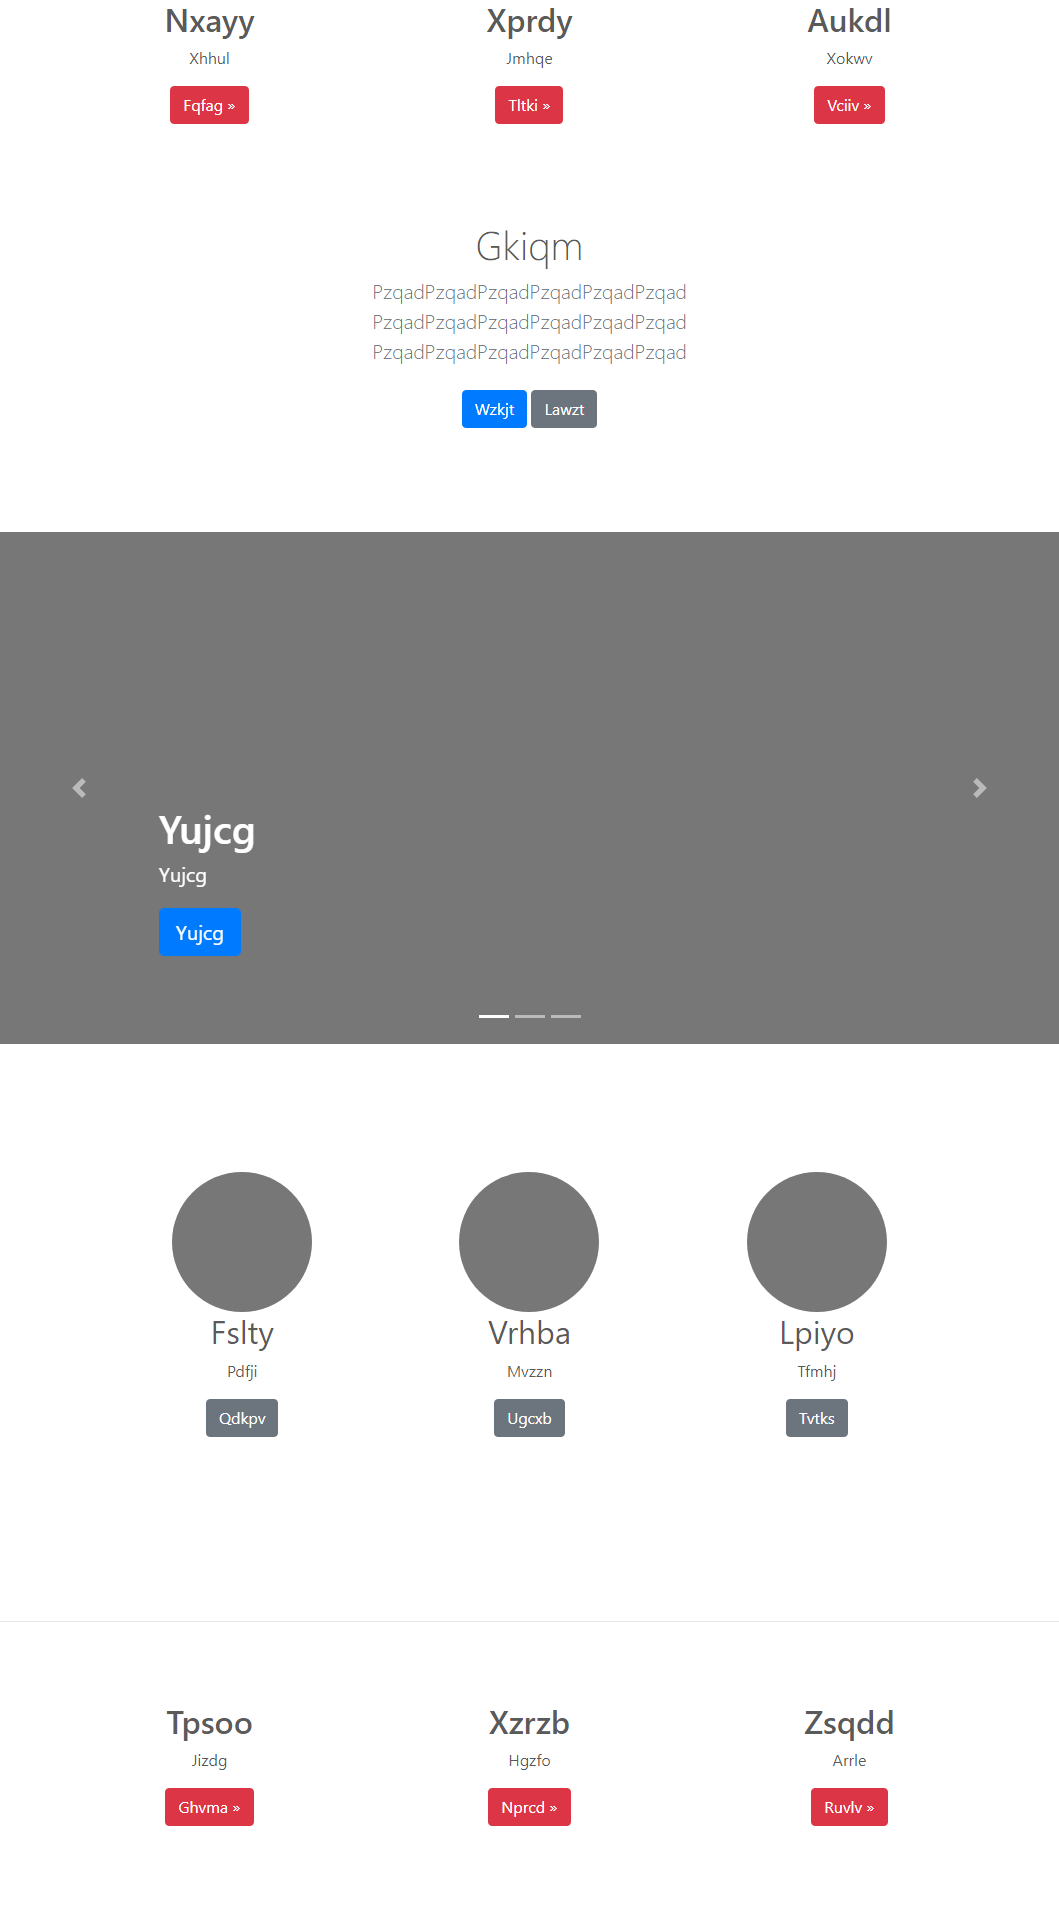 Nxayy
Xhhul
Fqfag »
Xprdy
Jmhqe
Tltki »
Aukdl
Xokwv
Vciiv »
Gkiqm
PzqadPzqadPzqadPzqadPzqadPzqad
PzqadPzqadPzqadPzqadPzqadPzqad
PzqadPzqadPzqadPzqadPzqadPzqad
Wzkjt
Lawzt
Yujcg
Yujcg
Yujcg
Fslty
Pdfji
Qdkpv
Vrhba
Mvzzn
Ugcxb
Lpiyo
Tfmhj
Tvtks
Tpsoo
Jizdg
Ghvma »
Xzrzb
Hgzfo
Nprcd »
Zsqdd
Arrle
Ruvlv »